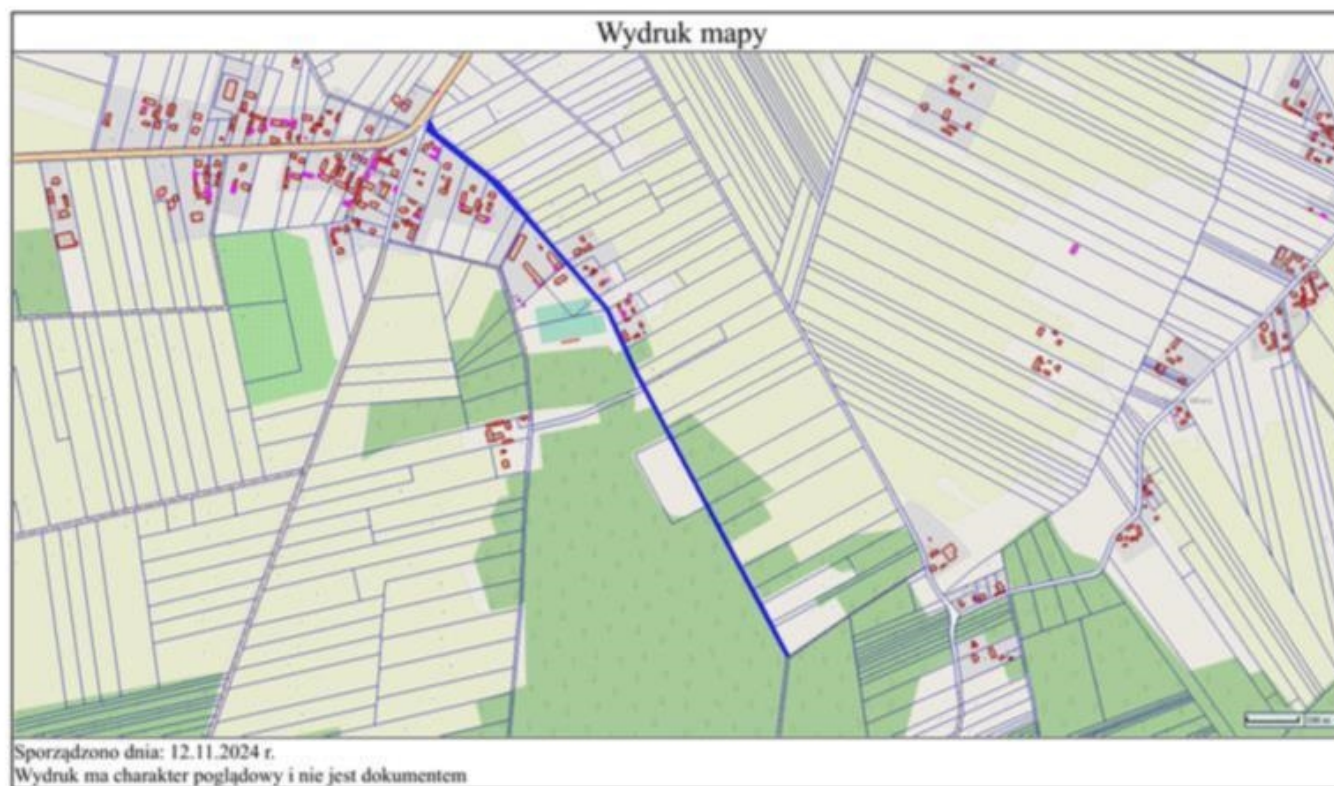 Wydruk mapy
Sporządzono dnia: 12.11.2024 r.
Wydruk ma charakter poglądowy i nie jest dokumentem